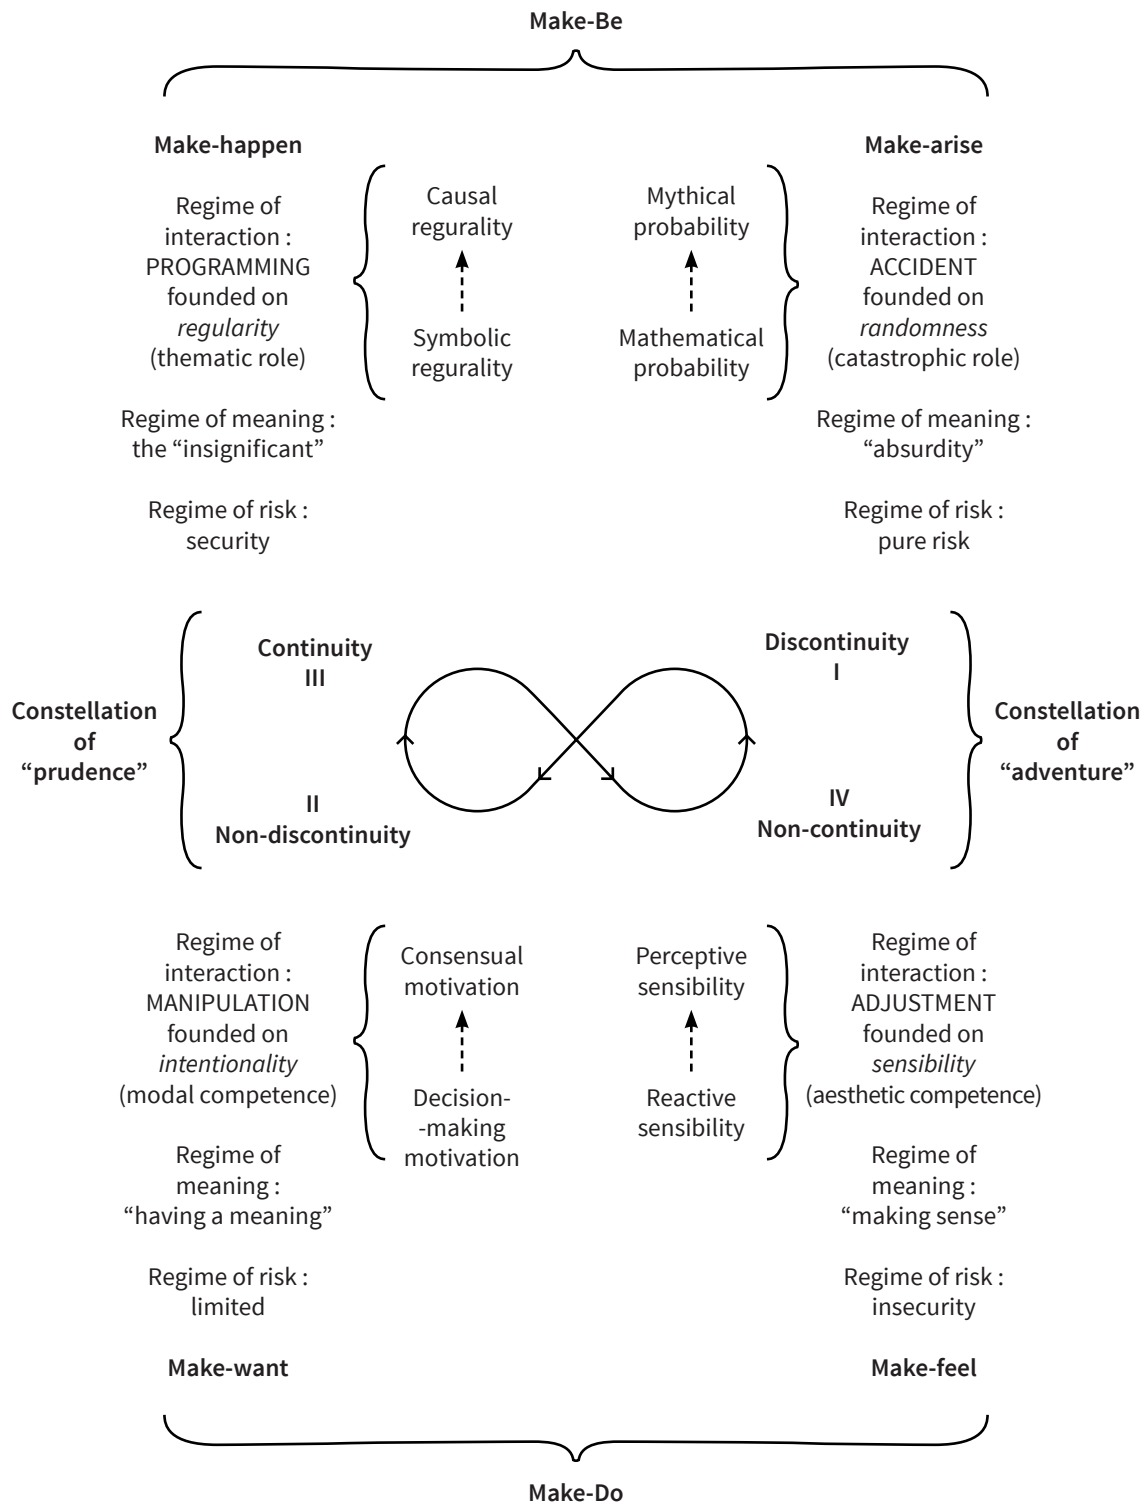 Make-Be
Make-happen
Regime of
interaction :
PROGRAMMING
founded on
regularity
(thematic role)
Regime of meaning :
the “insignificant”
Regime of risk :
security
Causal
regurality
Symbolic
regurality
Mythical
probability
Mathematical
probability
Make-arise
Regime of
interaction :
ACCIDENT
founded on
randomness
(catastrophic role)
Regime of meaning :
“absurdity”
Regime of risk :
pure risk
Constellation
of
“prudence”
Continuity
III
II
Non-discontinuity
Discontinuity
I
IV
Non-continuity
Constellation
of
“adventure”
Regime of
interaction :
MANIPULATION
founded on
intentionality
(modal competence)
Regime of
meaning :
“having a meaning”
Regime of risk :
limited
Make-want
Consensual
motivation
Decision-
-making
motivation
Perceptive
sensibility
Reactive
sensibility
Regime of
interaction :
ADJUSTMENT
founded on
sensibility
(aesthetic competence)
Regime of
meaning :
“making sense”
Regime of risk :
insecurity
Make-feel
Make-Do